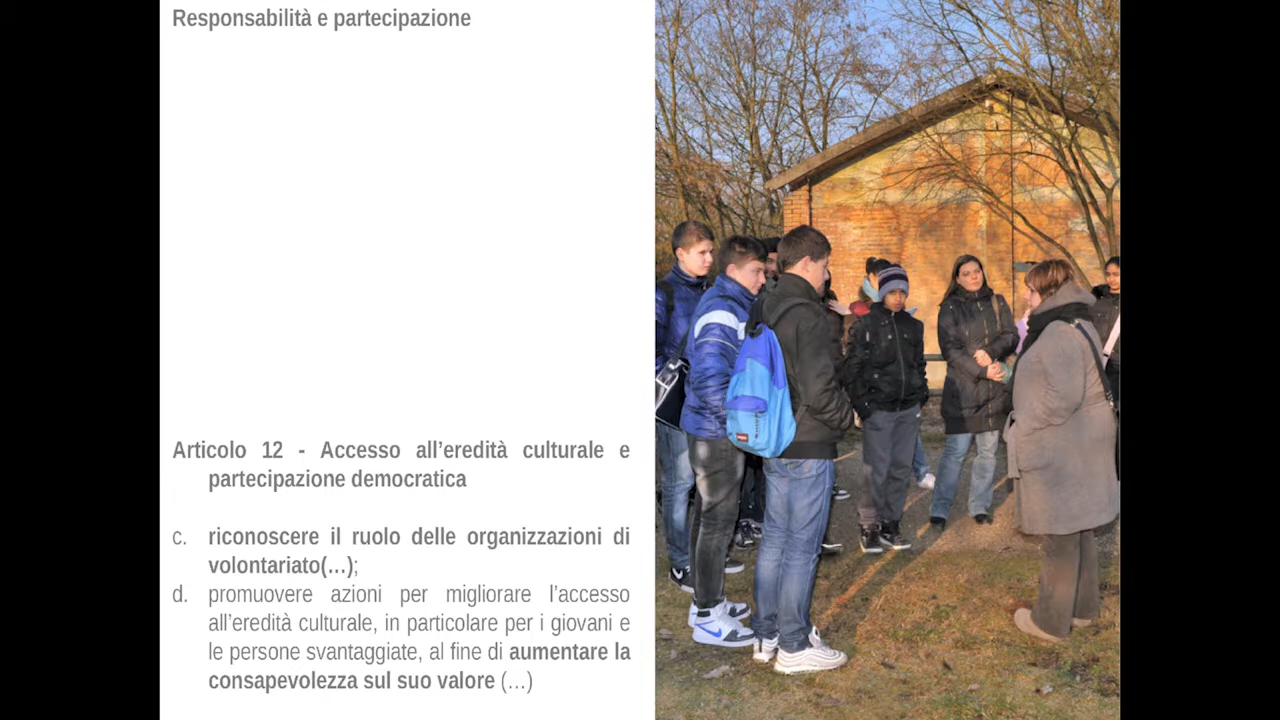 Responsabilità e partecipazione
Articolo 12 - Accesso all’eredità culturale e
partecipazione democratica
c. riconoscere il ruolo delle organizzazioni di
volontariato(…);
d. promuovere azioni per migliorare l’accesso
all’eredità culturale, in particolare per i giovani e
le persone svantaggiate, al fine di aumentare la
consapevolezza sul suo valore (…)